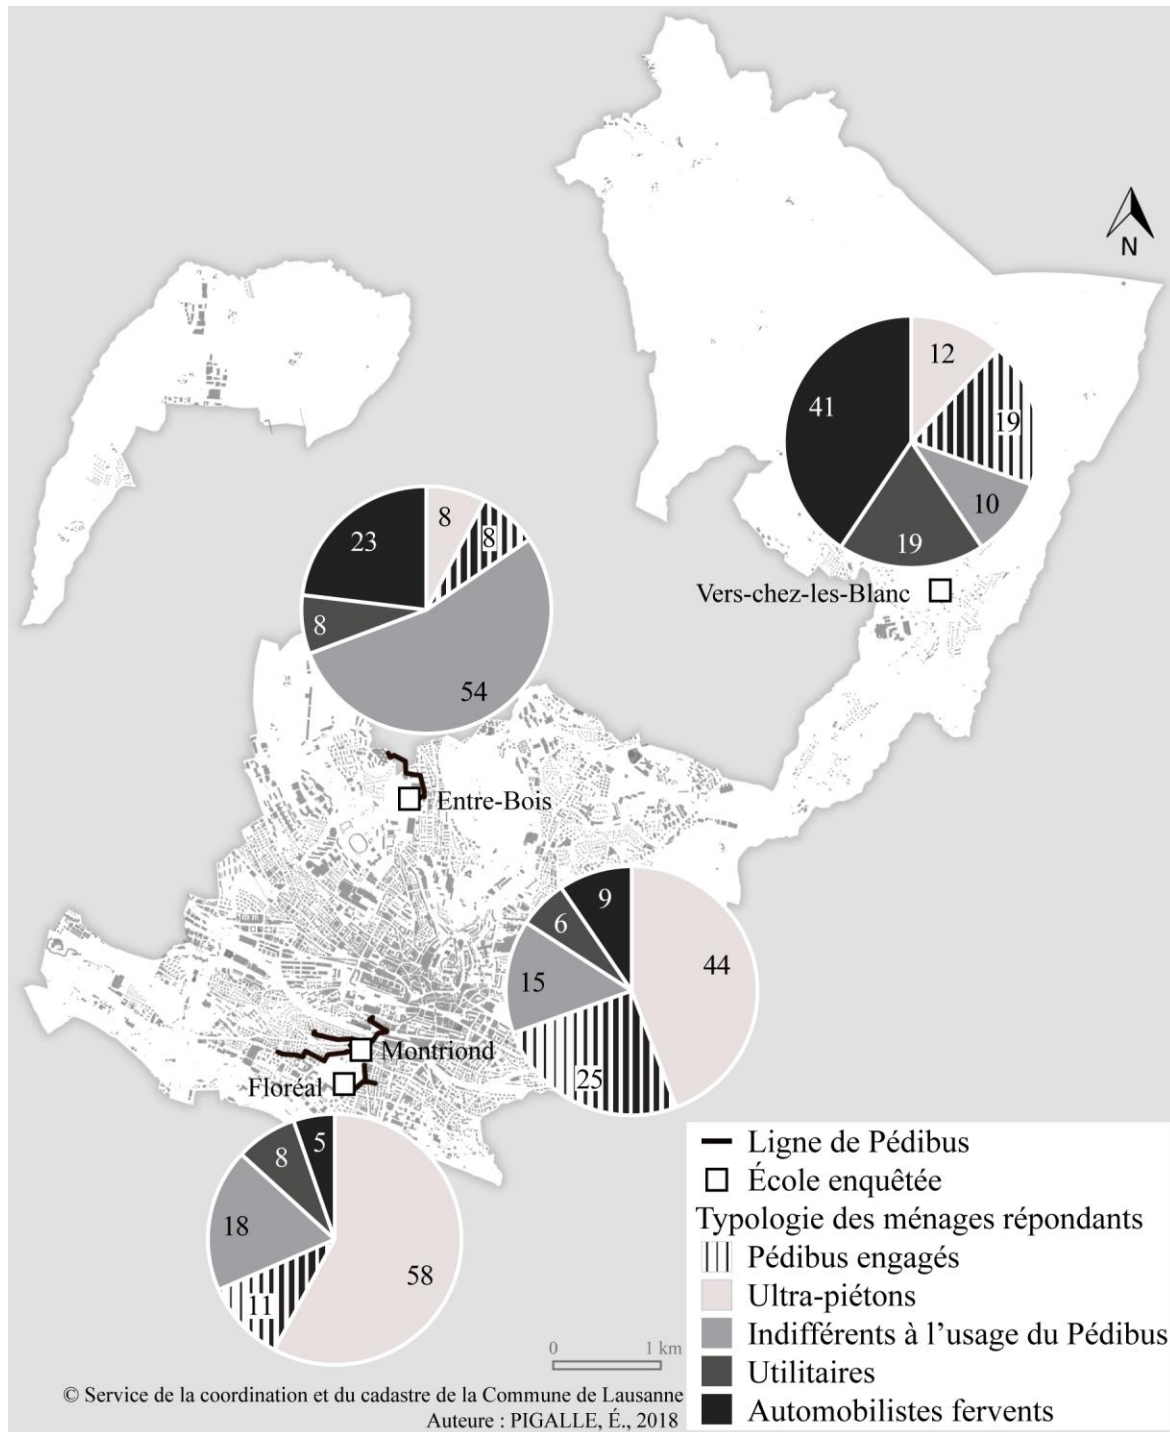 N
12
41
19
10
19
Vers-chez-les-Blanc
8
23
8
8
54
Entre-Bois
9
6
44
15
25
Montriond
Floréal
5
8
18
58
11
Ligne de Pédibus
École enquêtée
Typologie des ménages répondants
Pédibus engagés
Ultra-piétons
Indifférents à l’usage du Pédibus
Utilitaires
Automobilistes fervents
0 1 km
© Service de la coordination et du cadastre de la Commune de Lausanne
Auteure : PIGALLE, É., 2018